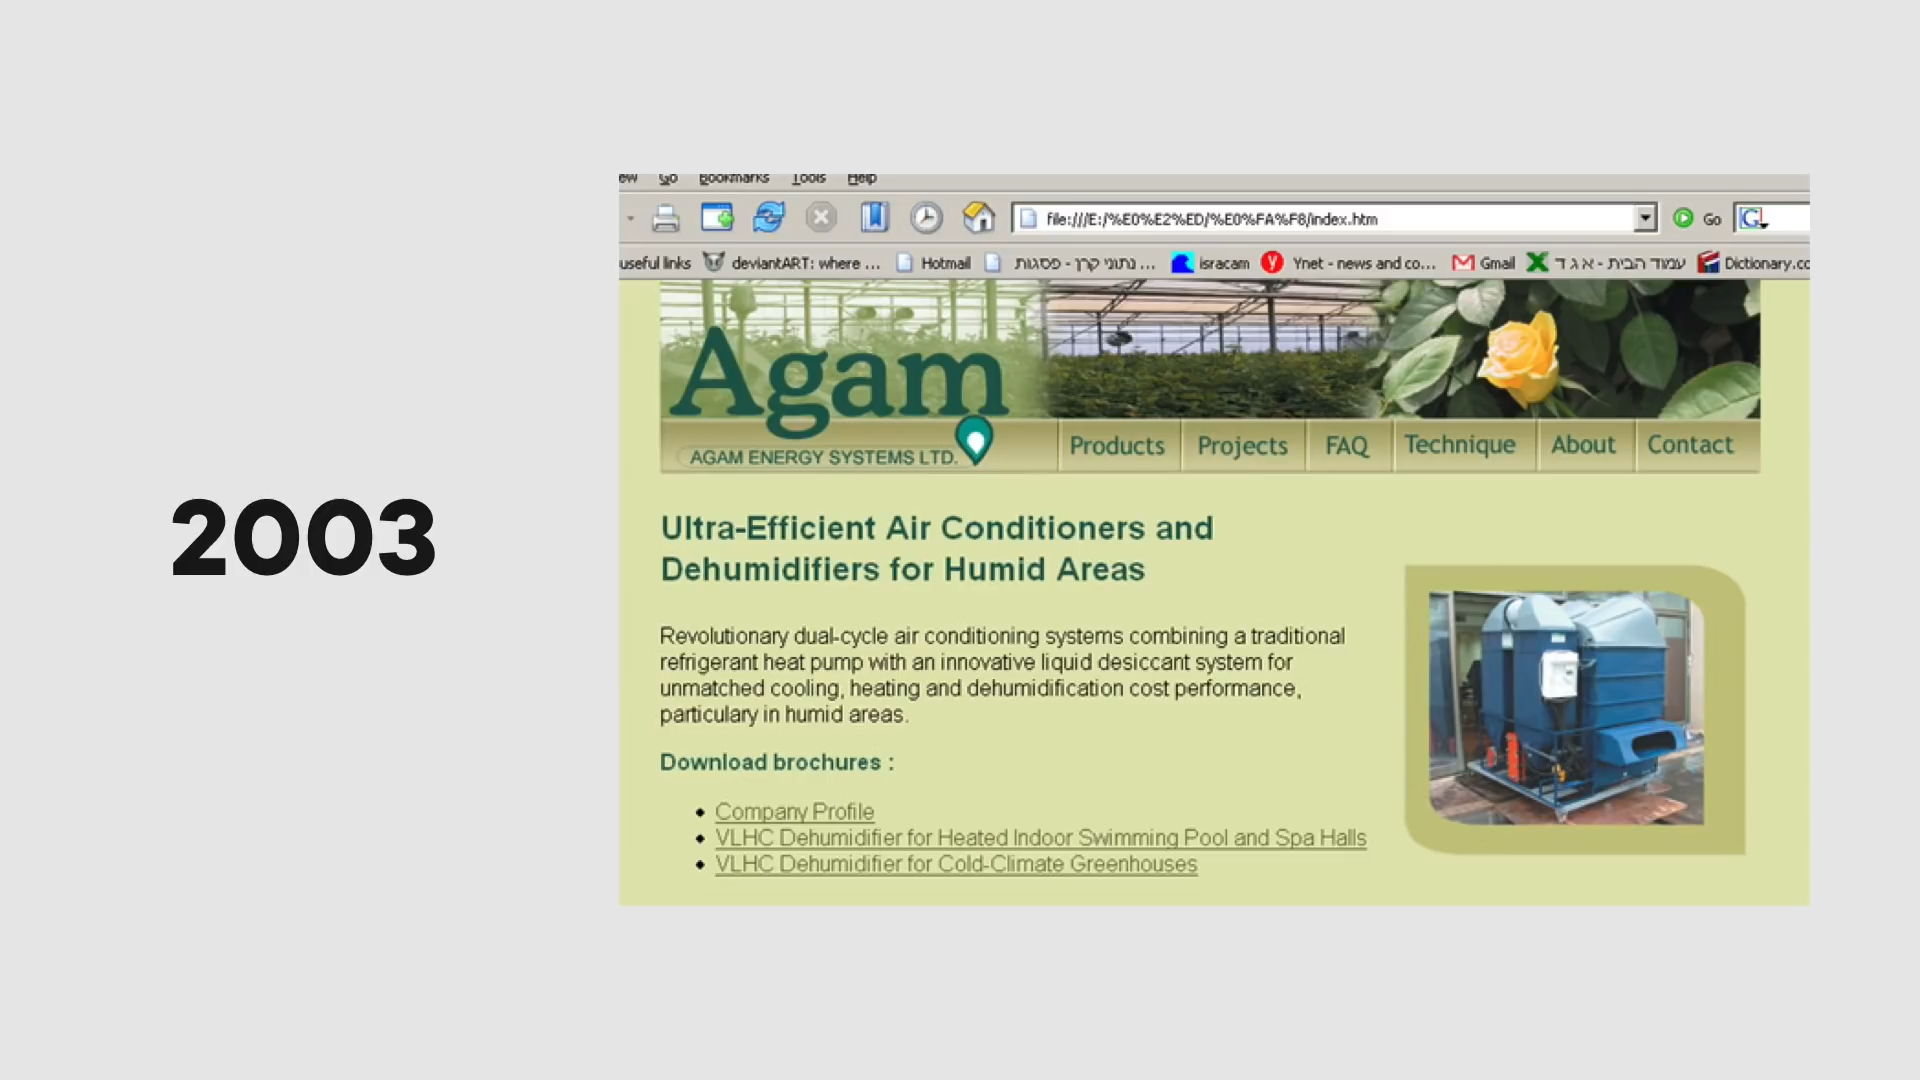 2003
ew Go Bookmarks Tools Help
file:///E:/%E0%E2%ED/%E0%FA%F8/index.htm Go G
useful links deviantART: where ... Hotmail נתוני קרן - פסגות ... isracam Ynet - news and co... Gmail עמוד הבית - א ג ד Dictionary.co
Agam
AGAM ENERGY SYSTEMS LTD.
Products Projects FAQ Technique About Contact
Ultra-Efficient Air Conditioners and
Dehumidifiers for Humid Areas
Revolutionary dual-cycle air conditioning systems combining a traditional
refrigerant heat pump with an innovative liquid desiccant system for
unmatched cooling, heating and dehumidification cost performance,
particulary in humid areas.
Download brochures :
Company Profile
VLHC Dehumidifier for Heated Indoor Swimming Pool and Spa Halls
VLHC Dehumidifier for Cold-Climate Greenhouses